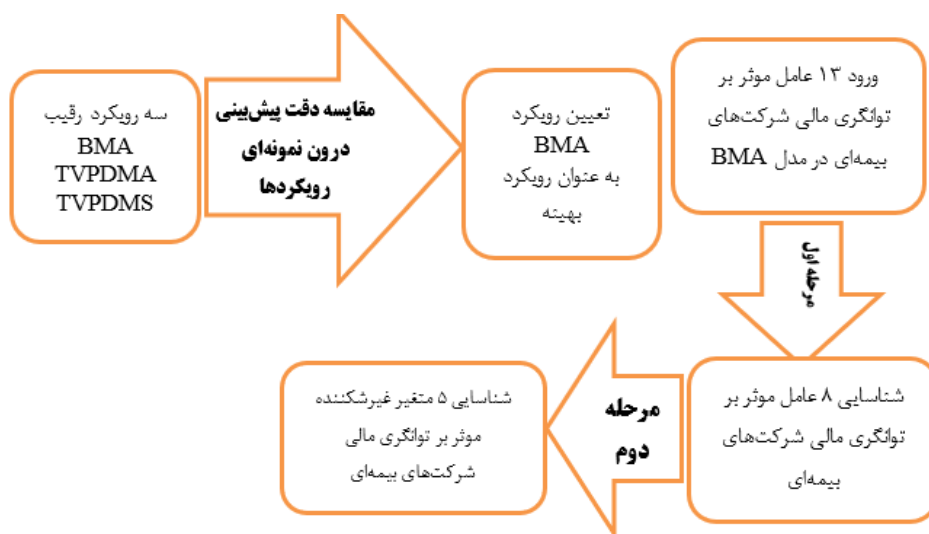 سه رویکرد رقیب
BMA
TVPDMA
TVPDMS
مقایسه دقت پیش‌بینی
درون نمونه‌ای
رویکردها
تعیین رویکرد
BMA
به عنوان رویکرد
بهینه
ورود ۱۳ عامل موثر بر
توانگری مالی شرکت‌های
بیمه‌ای در مدل BMA
مرحله اول
شناسایی ۸ عامل موثر بر
توانگری مالی شرکت‌های
بیمه‌ای
مرحله
دوم
شناسایی ۵ متغیر غیرشکننده
موثر بر توانگری مالی
شرکت‌های بیمه‌ای